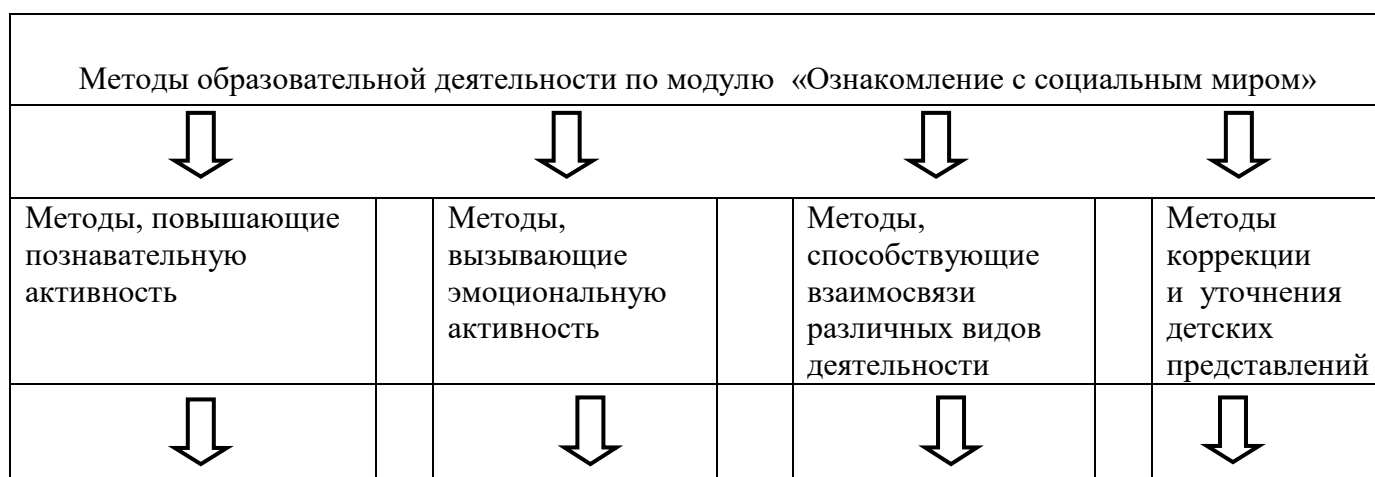 Методы образовательной деятельности по модулю «Ознакомление с социальным миром»
Методы, повышающие
познавательную
активность
Методы,
вызывающие
эмоциональную
активность
Методы,
способствующие
взаимосвязи
различных видов
деятельности
Методы
коррекции
и уточнения
детских
представлений